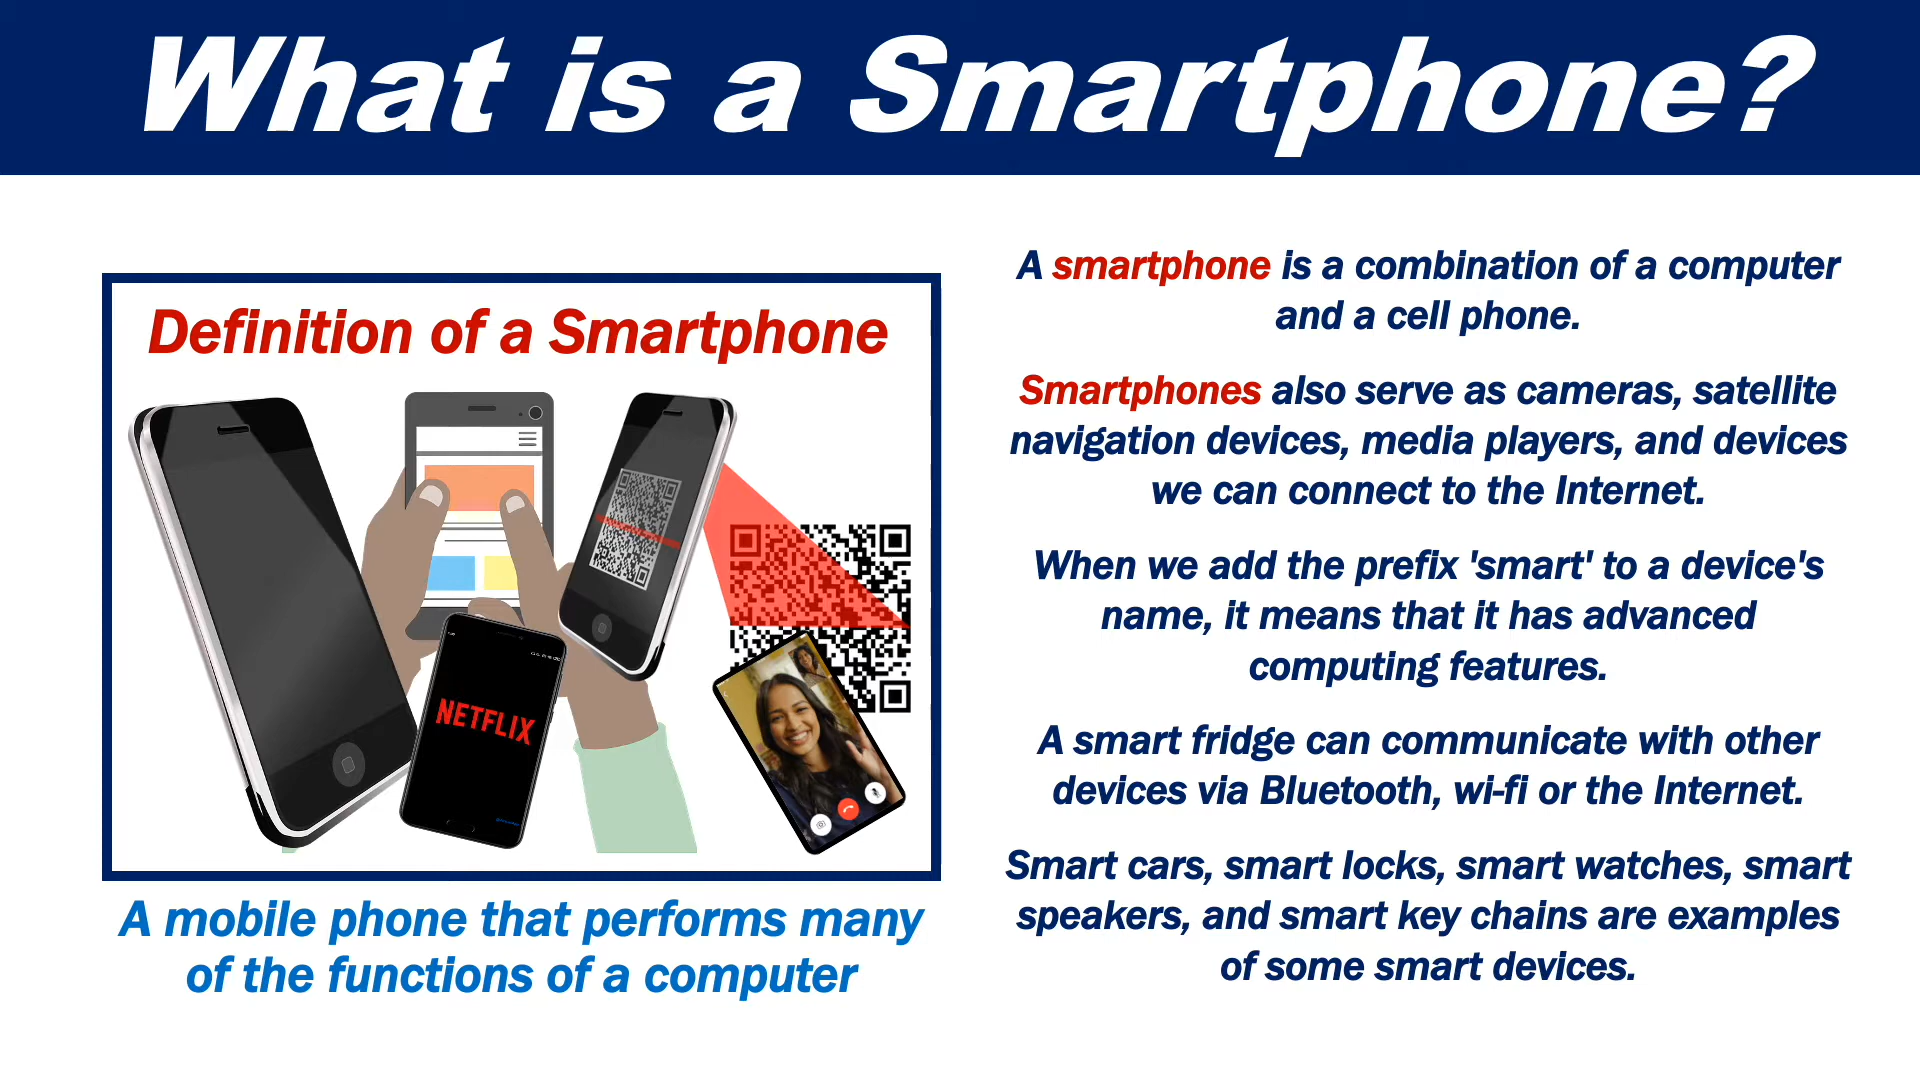 What is a Smartphone?
Definition of a Smartphone
NETFLIX
A mobile phone that performs many
of the functions of a computer
A smartphone is a combination of a computer
and a cell phone.
Smartphones also serve as cameras, satellite
navigation devices, media players, and devices
we can connect to the Internet.
When we add the prefix 'smart' to a device's
name, it means that it has advanced
computing features.
A smart fridge can communicate with other
devices via Bluetooth, wi-fi or the Internet.
Smart cars, smart locks, smart watches, smart
speakers, and smart key chains are examples
of some smart devices.